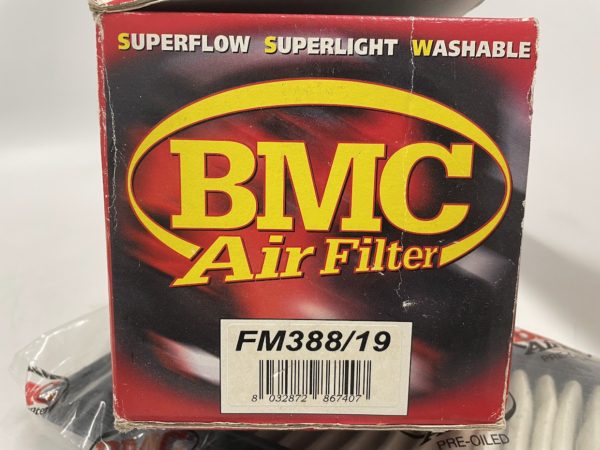 SUPERFLOW SUPERLIGHT WASHABLE
BMC
Air Filter
FM388/19
8 032872 867407
PRE-OILED